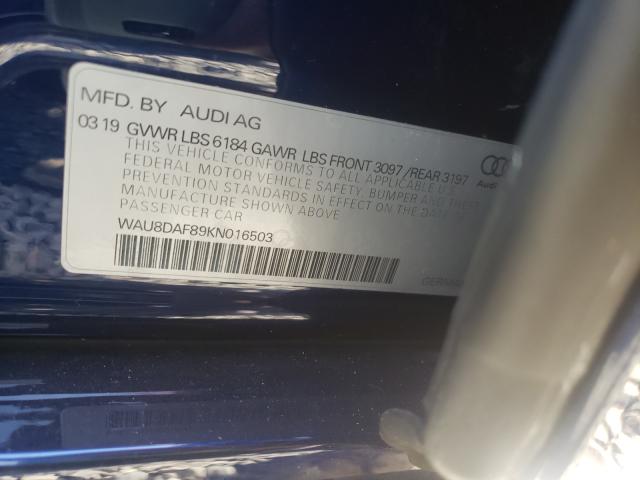 MFD. BY AUDI AG
03 19 GVWR LBS 6184 GAWR LBS FRONT 3097 / REAR 3197
THIS VEHICLE CONFORMS TO ALL APPLICABLE U.S.
FEDERAL MOTOR VEHICLE SAFETY, BUMPER AND THEFT
PREVENTION STANDARDS IN EFFECT ON THE DATE OF
MANUFACTURE SHOWN ABOVE
PASSENGER CAR
Audi
WAU8DAF89KN016503